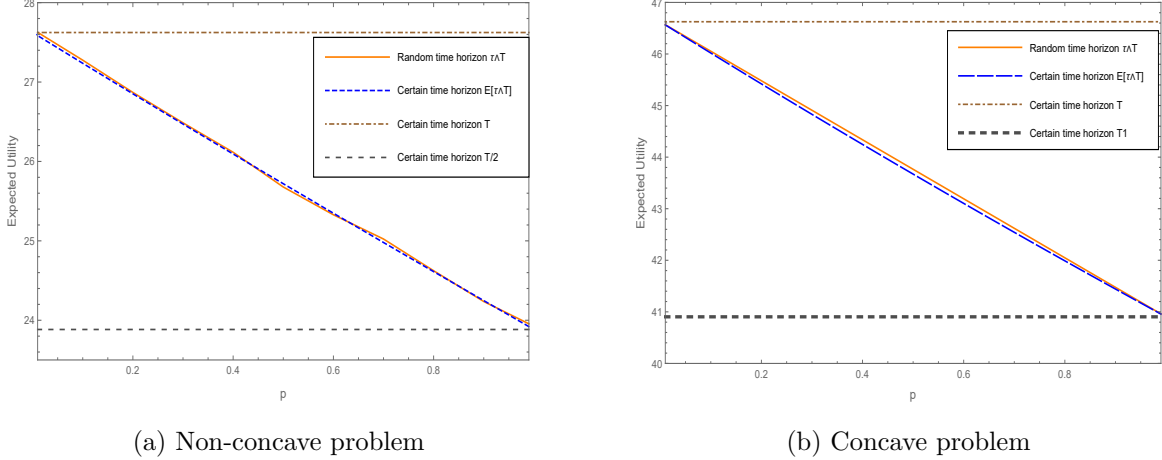 28
27
26
25
24
Expected Utility
0.2
0.4
0.6
0.8
p
Random time horizon τ∧T
Certain time horizon E[τ∧T]
Certain time horizon T
Certain time horizon T/2
(a) Non-concave problem
47
46
45
44
43
42
41
40
Expected Utility
0.2
0.4
0.6
0.8
p
Random time horizon τ∧T
Certain time horizon E[τ∧T]
Certain time horizon T
Certain time horizon T1
(b) Concave problem